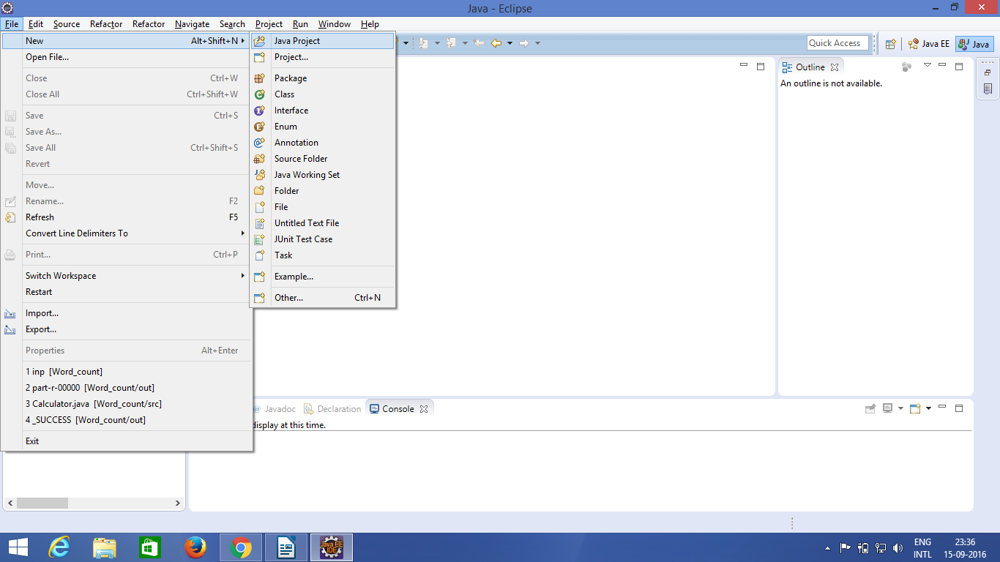 Java - Eclipse
File Edit Source Refactor Refactor Navigate Search Project Run Window Help
New Alt+Shift+N
Open File...
Close Ctrl+W
Close All Ctrl+Shift+W
Save Ctrl+S
Save As...
Save All Ctrl+Shift+S
Revert
Move...
Rename... F2
Refresh F5
Convert Line Delimiters To
Print... Ctrl+P
Switch Workspace
Restart
Import...
Export...
Properties Alt+Enter
1 inp [Word_count]
2 part-r-00000 [Word_count/out]
3 Calculator.java [Word_count/src]
4 _SUCCESS [Word_count/out]
Exit
Java Project
Project...
Package
Class
Interface
Enum
Annotation
Source Folder
Java Working Set
Folder
File
Untitled Text File
JUnit Test Case
Task
Example...
Other... Ctrl+N
Quick Access
Java EE
Java
Outline
An outline is not available.
Javadoc Declaration Console
display at this time.
Java EE
IDE
ENG
INTL
23:36
15-09-2016